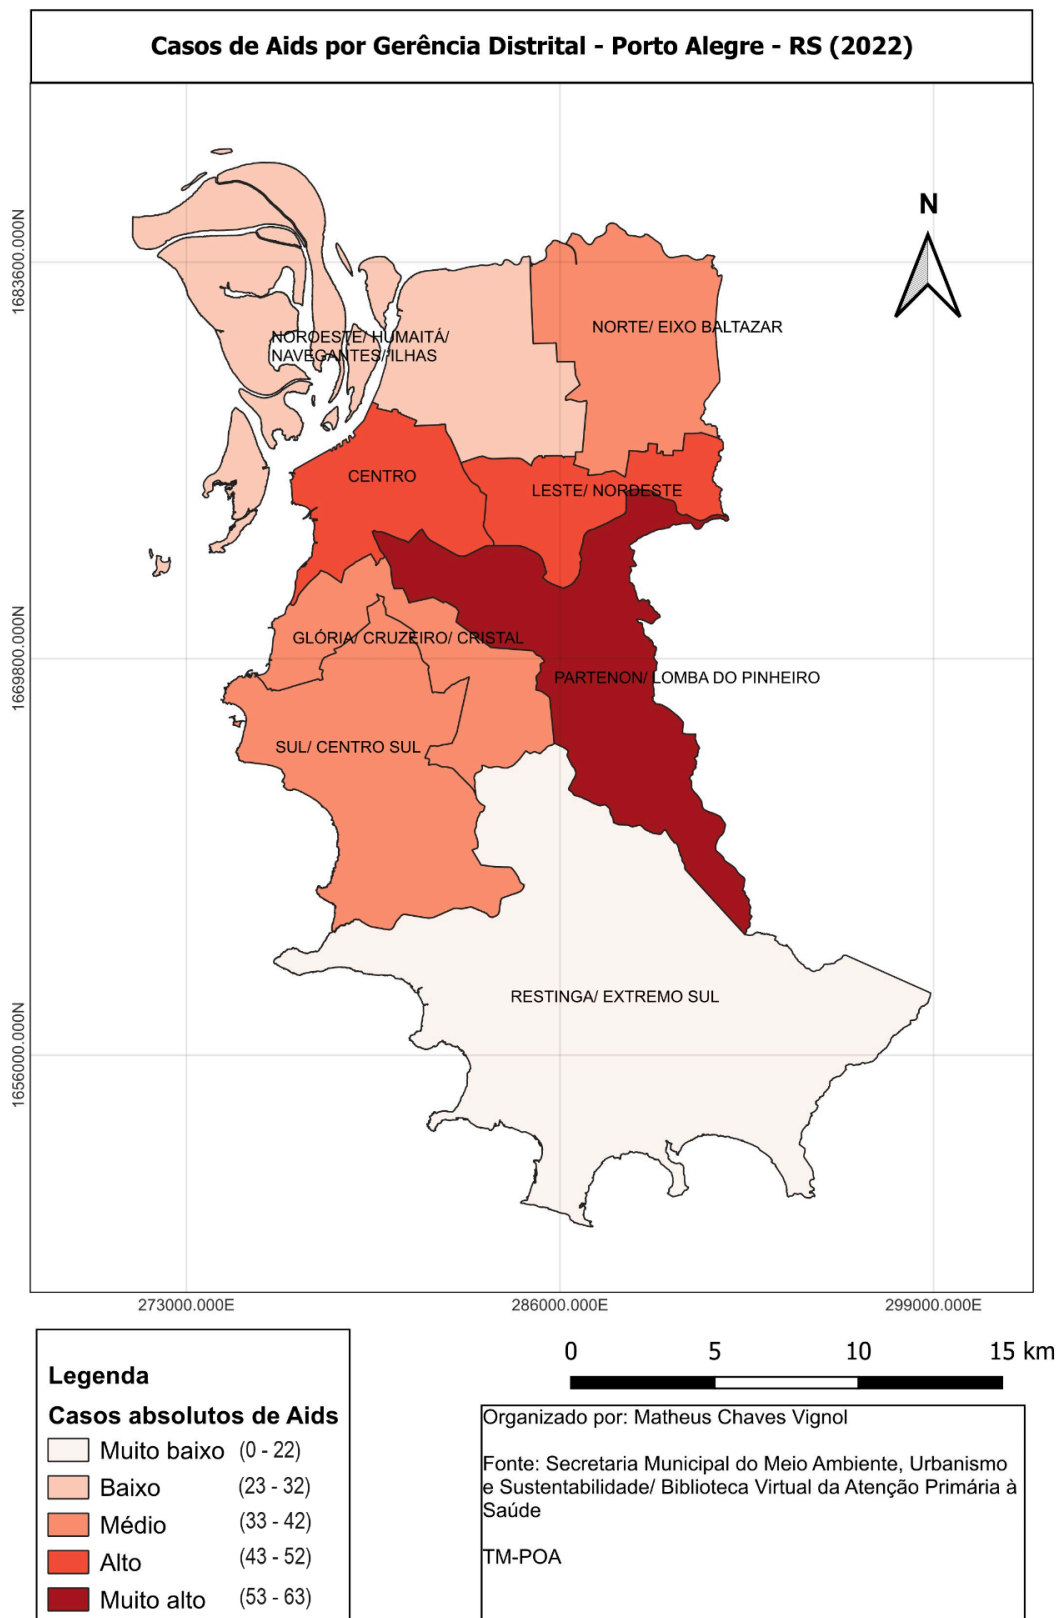 Casos de Aids por Gerência Distrital - Porto Alegre - RS (2022)
N
1683600.000N
NORTE/ EIXO BALTAZAR
NOROESTE/ HUMAITÁ/
NAVEGANTES/ ILHAS
CENTRO
LESTE/ NORDESTE
GLÓRIA/ CRUZEIRO/ CRISTAL
1669800.000N
PARTENON/ LOMBA DO PINHEIRO
SUL/ CENTRO SUL
RESTINGA/ EXTREMO SUL
1656000.000N
273000.000E
286000.000E
299000.000E
0 5 10 15 km
Legenda
Casos absolutos de Aids
Muito baixo (0 - 22)
Baixo (23 - 32)
Médio (33 - 42)
Alto (43 - 52)
Muito alto (53 - 63)
Organizado por: Matheus Chaves Vignol
Fonte: Secretaria Municipal do Meio Ambiente, Urbanismo
e Sustentabilidade/ Biblioteca Virtual da Atenção Primária à
Saúde
TM-POA